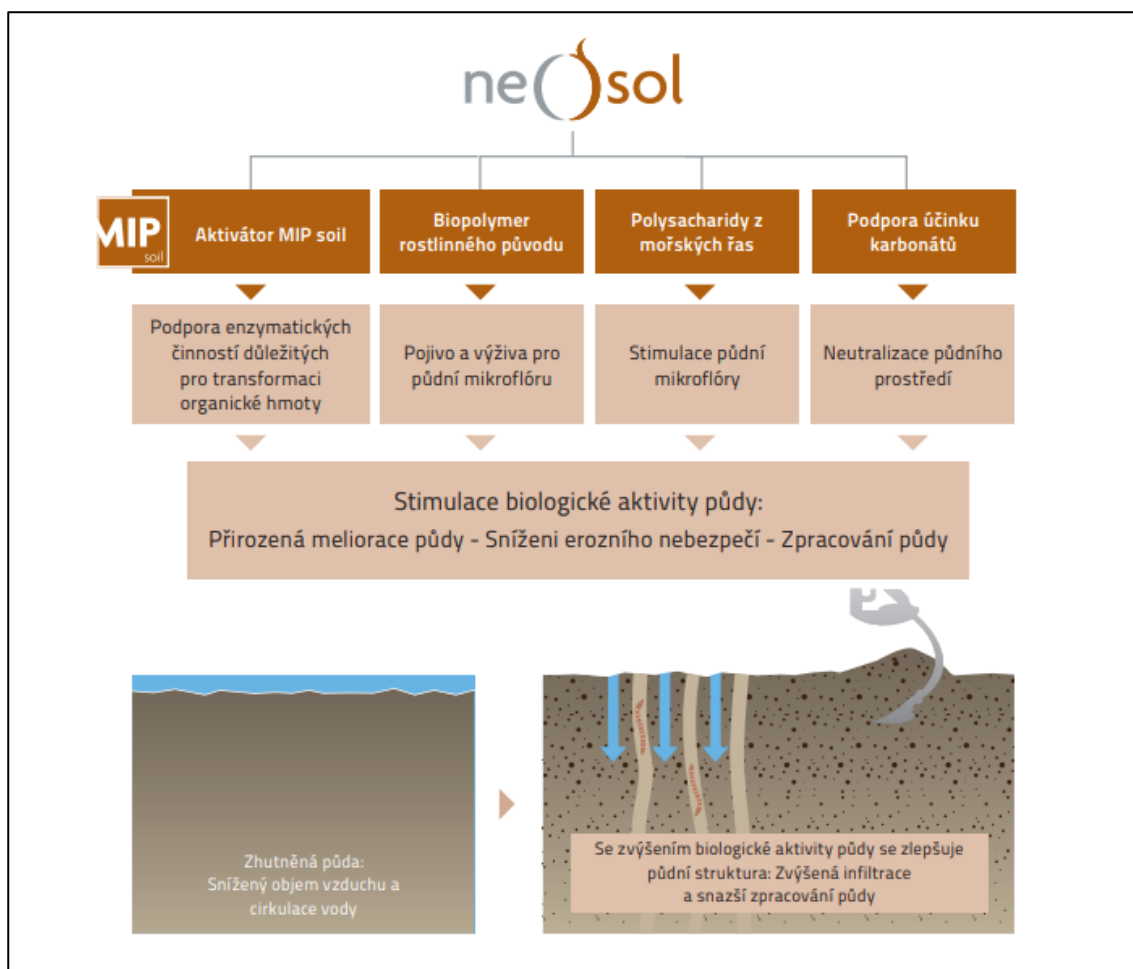 neOsol
MIP
soil
Aktivátor MIP soil
Biopolymer
rostlinného původu
Polysacharidy z
mořských řas
Podpora účinku
karbonátů
Podpora enzymatických
činností důležitých
pro transformaci
organické hmoty
Pojivo a výživa pro
půdní mikroflóru
Stimulace půdní
mikroflóry
Neutralizace půdního
prostředí
Stimulace biologické aktivity půdy:
Přirozená meliorace půdy - Sníženi erozního nebezpečí - Zpracování půdy
Zhutněná půda:
Snížený objem vzduchu a
cirkulace vody
Se zvýšením biologické aktivity půdy se zlepšuje
půdní struktura: Zvýšená infiltrace
a snazší zpracování půdy